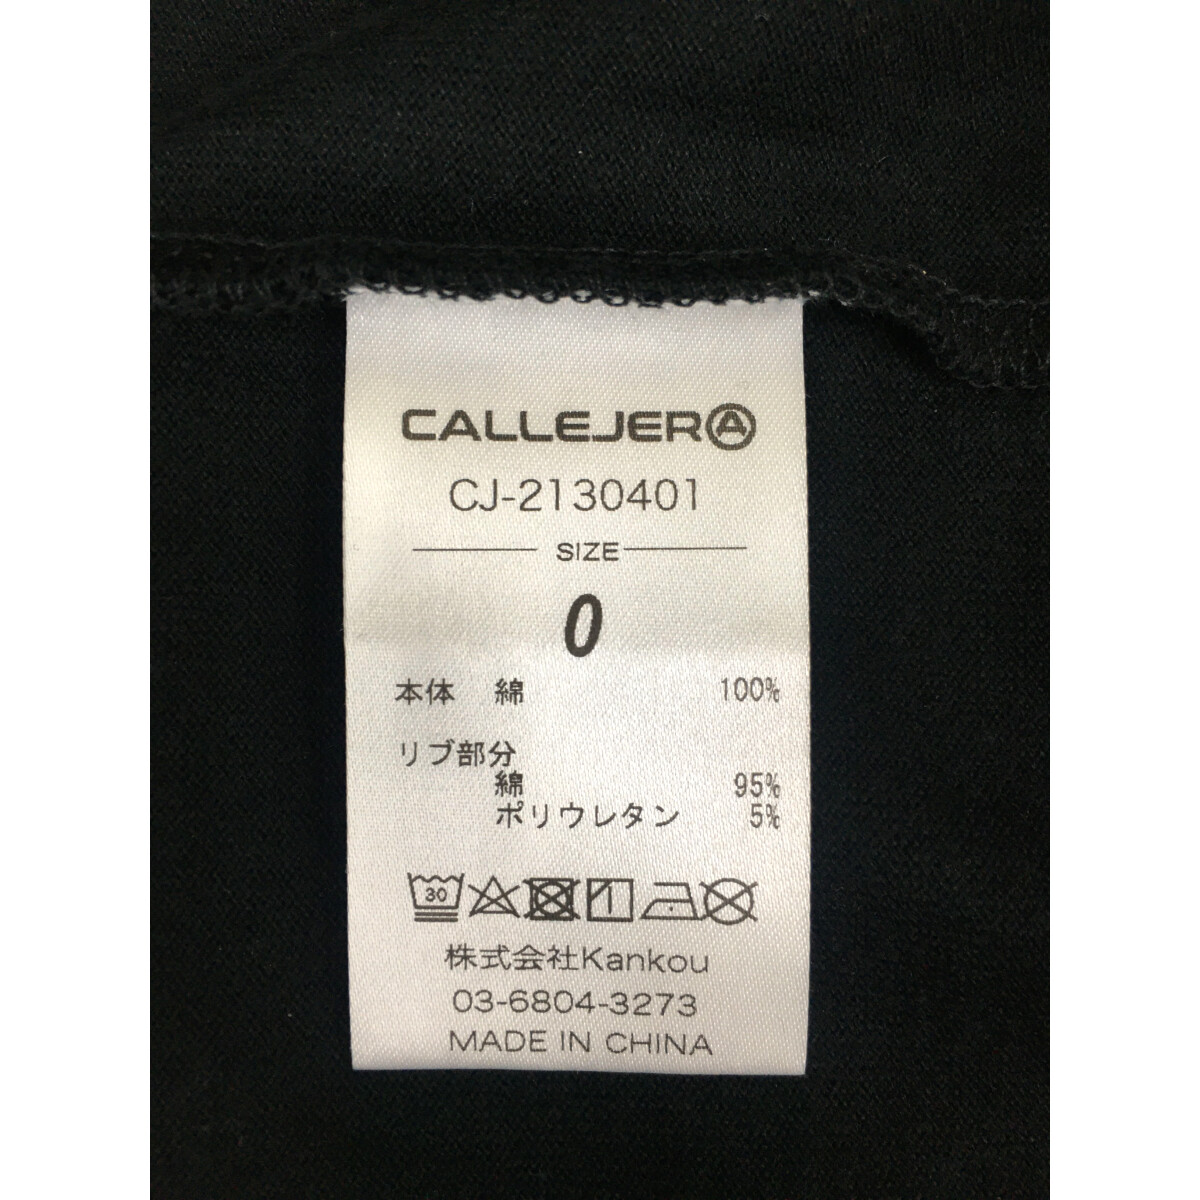 CALLEJERA
CJ-2130401
SIZE
0
本体 綿 100%
リブ部分
綿 95%
ポリウレタン 5%
30
株式会社Kankou
03-6804-3273
MADE IN CHINA